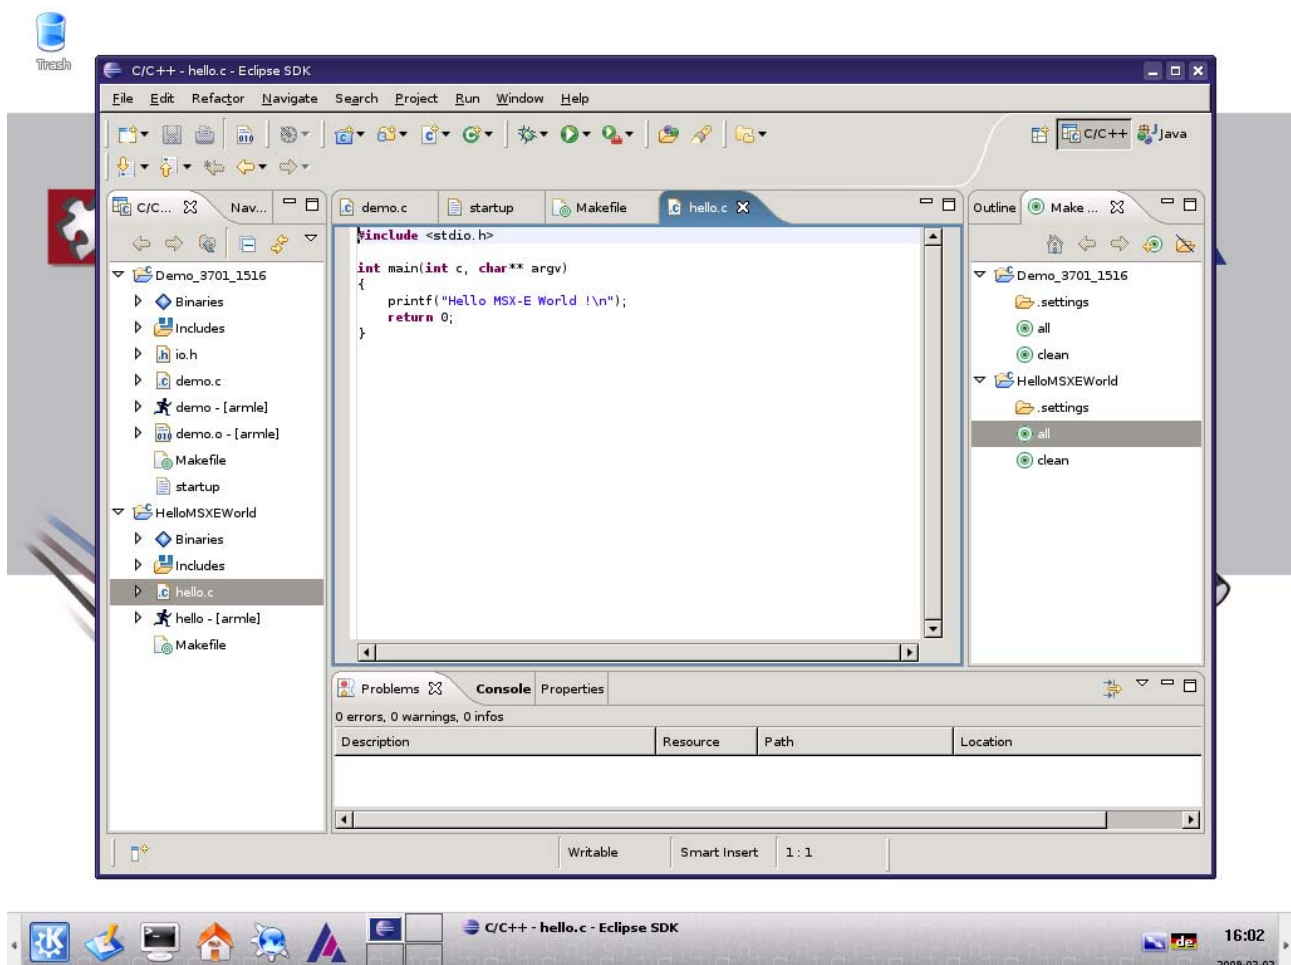 Trash
C/C++ - hello.c - Eclipse SDK
File Edit Refactor Navigate Search Project Run Window Help
C/C++ Java
C/C... Nav...
demo.c startup Makefile hello.c
Outline Make ...
Demo_3701_1516
Binaries
Includes
io.h
demo.c
demo - [armle]
demo.o - [armle]
Makefile
startup
HelloMSXEWorld
Binaries
Includes
hello.c
hello - [armle]
Makefile
#include <stdio.h>
int main(int c, char** argv)
{
printf("Hello MSX-E World !\n");
return 0;
}
Demo_3701_1516
.settings
all
clean
HelloMSXEWorld
.settings
all
clean
Problems Console Properties
0 errors, 0 warnings, 0 infos
Description Resource Path Location
Writable Smart Insert 1 : 1
C/C++ - hello.c - Eclipse SDK
de
16:02